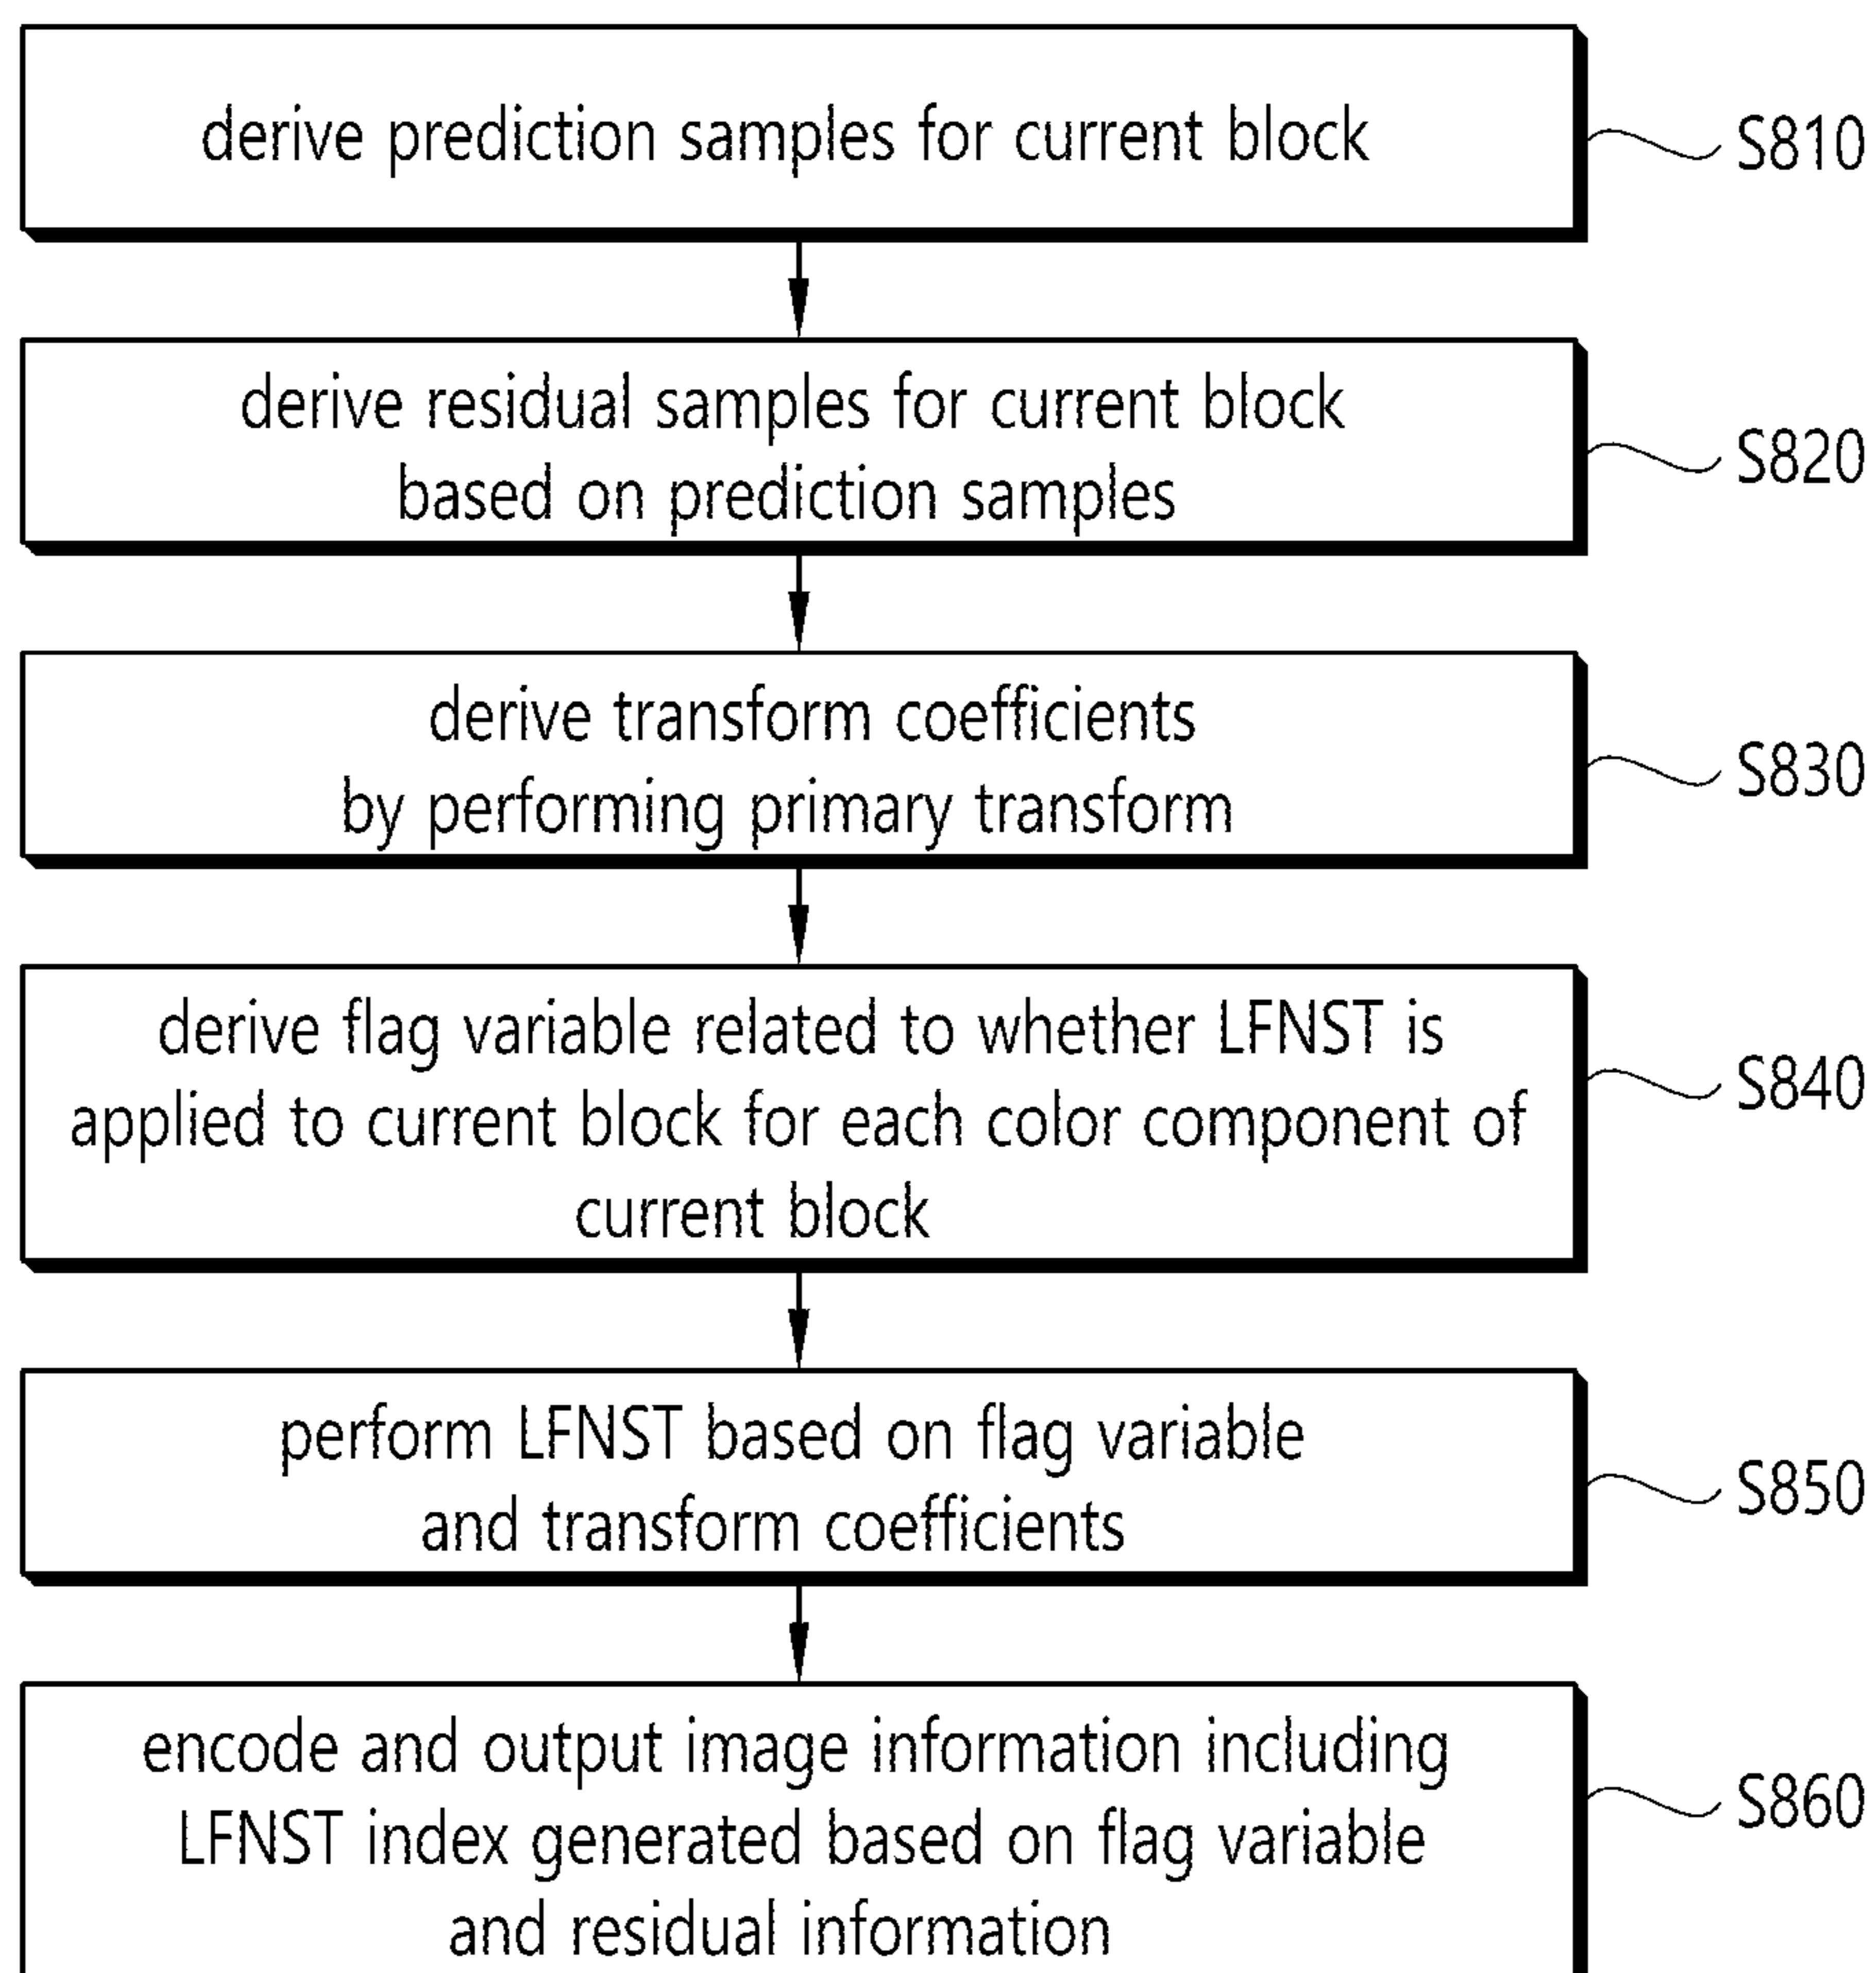 derive prediction samples for current block
S810
derive residual samples for current block
based on prediction samples
S820
derive transform coefficients
by performing primary transform
S830
derive flag variable related to whether LFNST is
applied to current block for each color component of
current block
S840
perform LFNST based on flag variable
and transform coefficients
S850
encode and output image information including
LFNST index generated based on flag variable
and residual information
S860